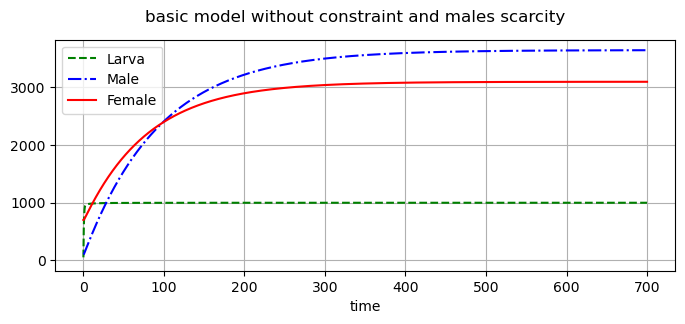 basic model without constraint and males scarcity
Larva
Male
Female
3000
2000
1000
0
0 100 200 300 400 500 600 700
time